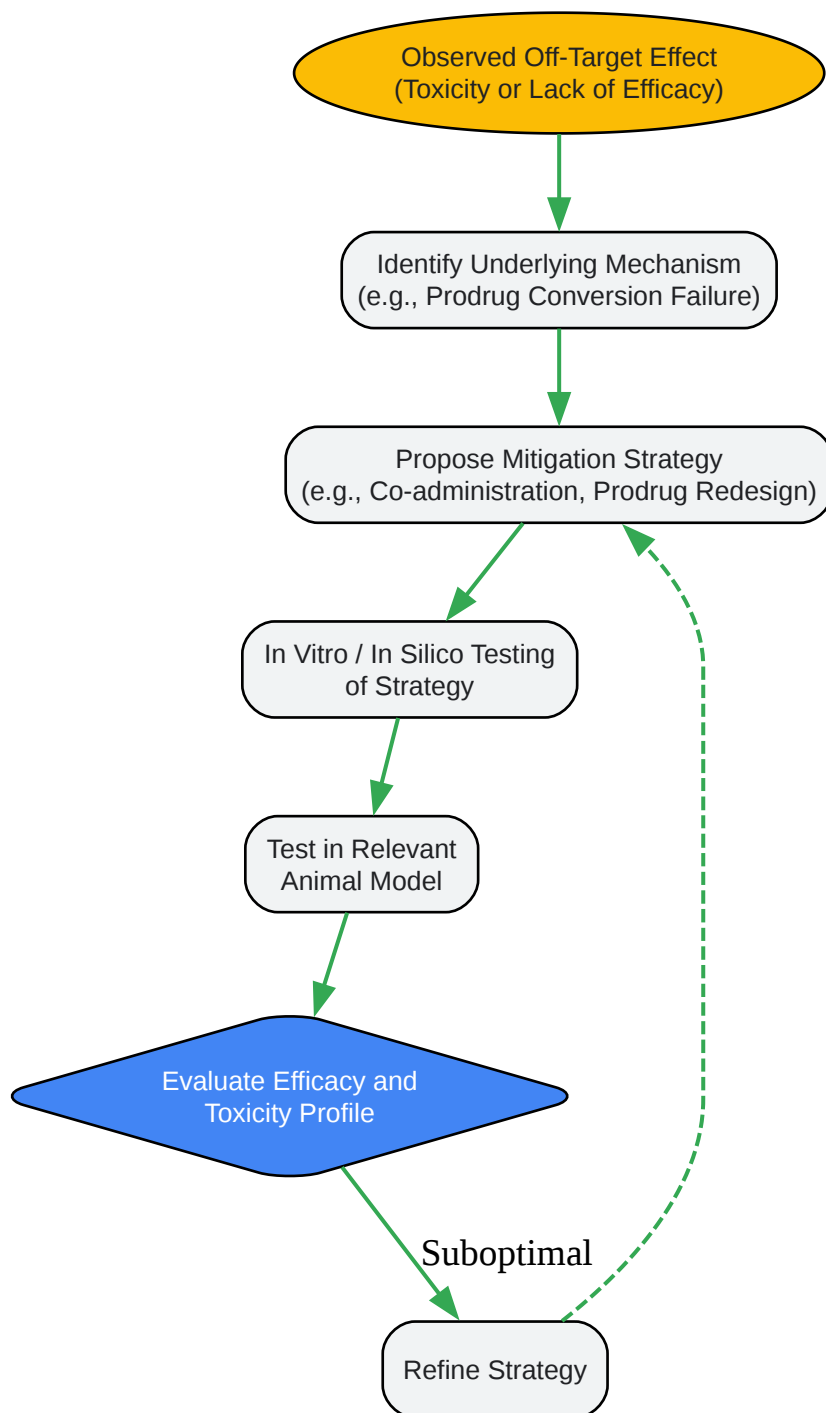 Observed Off-Target Effect
(Toxicity or Lack of Efficacy)
Identify Underlying Mechanism
(e.g., Prodrug Conversion Failure)
Propose Mitigation Strategy
(e.g., Co-administration, Prodrug Redesign)
In Vitro / In Silico Testing
of Strategy
Test in Relevant
Animal Model
Evaluate Efficacy and
Toxicity Profile
Suboptimal
Refine Strategy